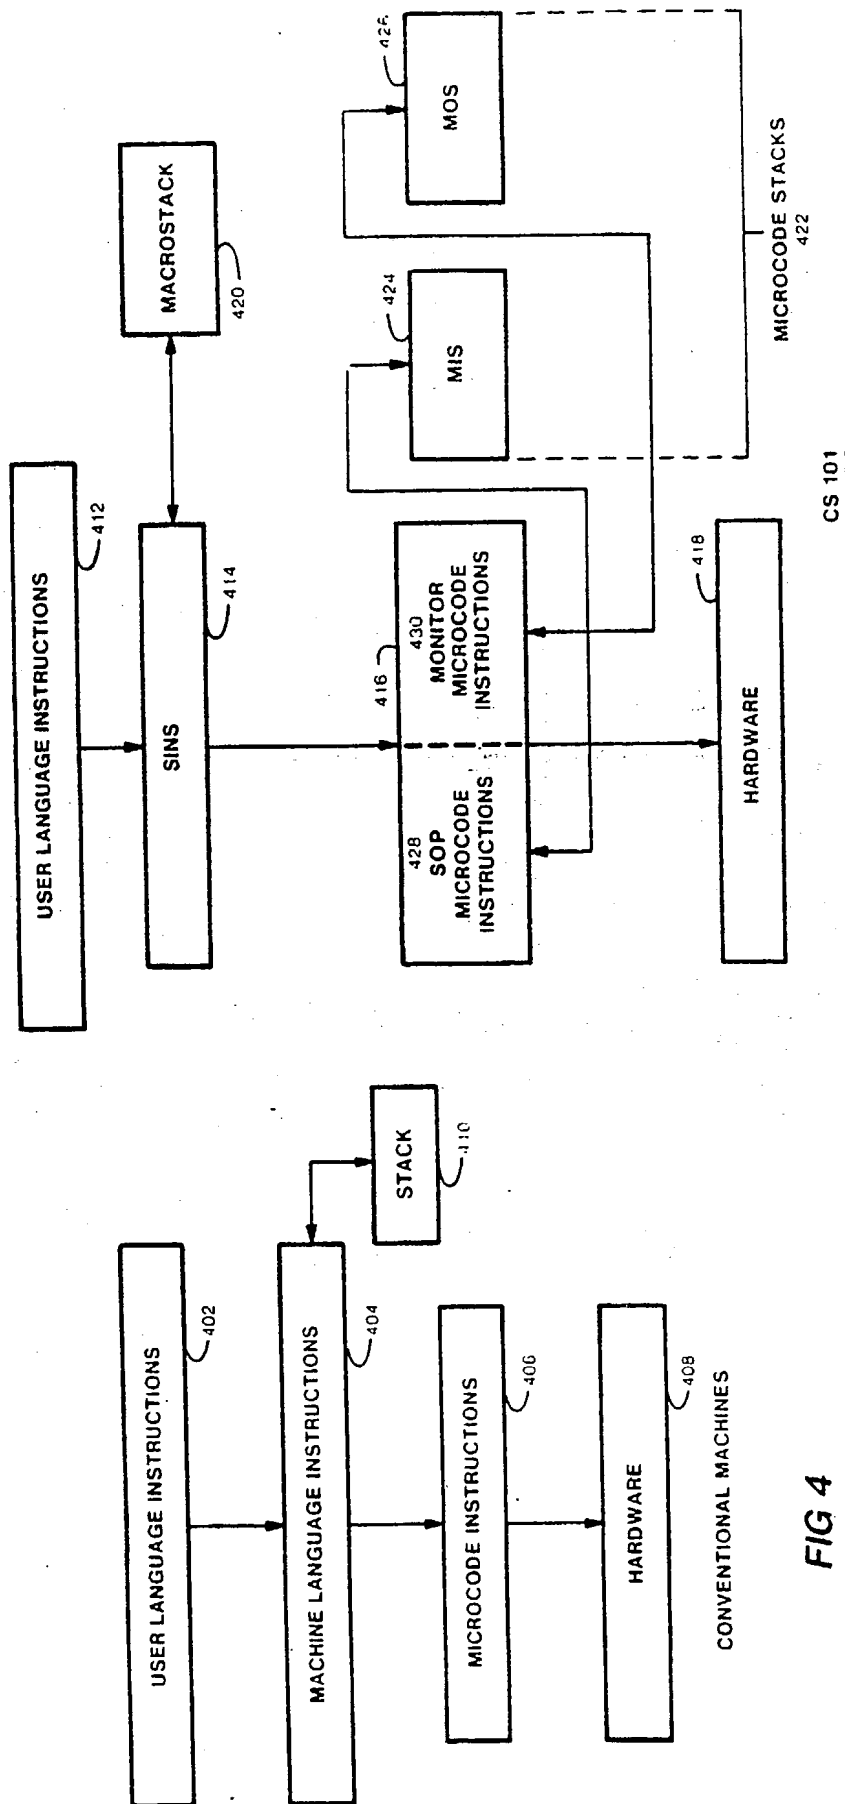 USER LANGUAGE INSTRUCTIONS
402
MACHINE LANGUAGE INSTRUCTIONS
404
STACK
410
MICROCODE INSTRUCTIONS
406
HARDWARE
408
CONVENTIONAL MACHINES
USER LANGUAGE INSTRUCTIONS
412
SINS
414
MACROSTACK
420
416
428
SOP
MICROCODE
INSTRUCTIONS
430
MONITOR
MICROCODE
INSTRUCTIONS
MIS
424
MOS
426
MICROCODE STACKS
422
HARDWARE
418
CS 101
FIG 4